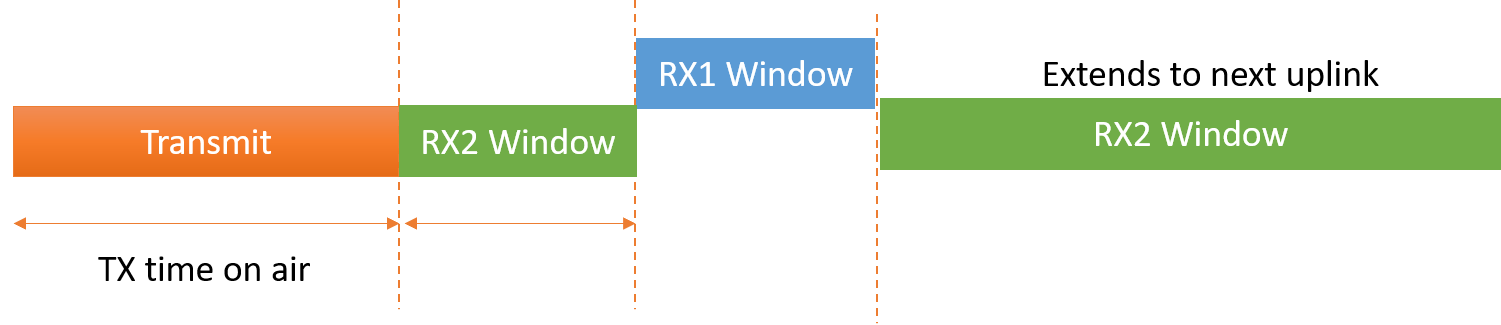 Transmit
RX2 Window
RX1 Window
Extends to next uplink
RX2 Window
TX time on air